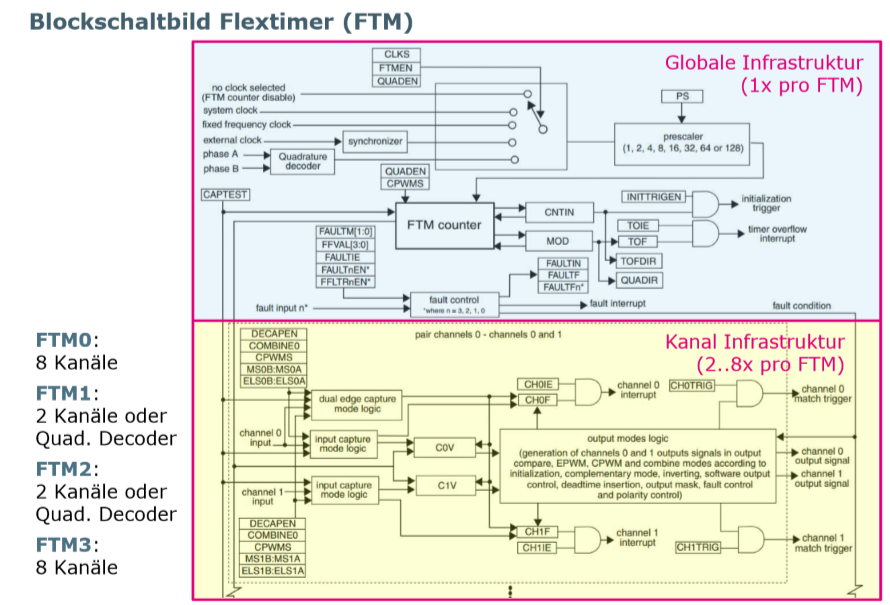 Blockschaltbild Flextimer (FTM)
Globale Infrastruktur
(1x pro FTM)
CLKS
FTMEN
QUADEN
no clock selected
(FTM counter disable)
system clock
fixed frequency clock
external clock
synchronizer
phase A
phase B
Quadrature
decoder
PS
prescaler
(1, 2, 4, 8, 16, 32, 64 or 128)
QUADEN
CPWMS
CAPTEST
FTM counter
CNTIN
MOD
INITTRIGEN
initialization
trigger
TOIE
TOF
timer overflow
interrupt
TOFDIR
QUADIR
FAULTM[1:0]
FFVAL[3:0]
FAULTIE
FAULTnEN*
FFLTRnEN*
FAULTIN
FAULTF
FAULTFn*
fault input n*
fault control
*where n = 3, 2, 1, 0
fault interrupt
fault condition
FTM0:
8 Kanäle
FTM1:
2 Kanäle oder
Quad. Decoder
FTM2:
2 Kanäle oder
Quad. Decoder
FTM3:
8 Kanäle
Kanal Infrastruktur
(2..8x pro FTM)
pair channels 0 - channels 0 and 1
DECAPEN
COMBINE0
CPWMS
MS0B:MS0A
ELS0B:ELS0A
dual edge capture
mode logic
channel 0
input
input capture
mode logic
C0V
channel 1
input
input capture
mode logic
C1V
CH0IE
CH0F
channel 0
interrupt
CH0TRIG
channel 0
match trigger
output modes logic
(generation of channels 0 and 1 outputs signals in output
compare, EPWM, CPWM and combine modes according to
initialization, complementary mode, inverting, software output
control, deadtime insertion, output mask, fault control
and polarity control)
channel 0
output signal
channel 1
output signal
CH1F
CH1IE
channel 1
interrupt
CH1TRIG
channel 1
match trigger
DECAPEN
COMBINE0
CPWMS
MS1B:MS1A
ELS1B:ELS1A